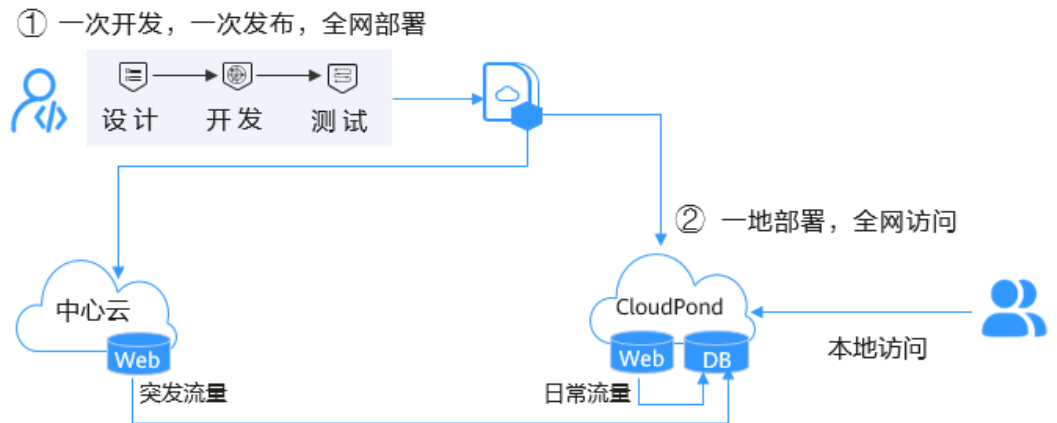 ① 一次开发，一次发布，全网部署
设计 开发 测试
② 一地部署，全网访问
中心云
Web
突发流量
CloudPond
Web DB
日常流量
本地访问